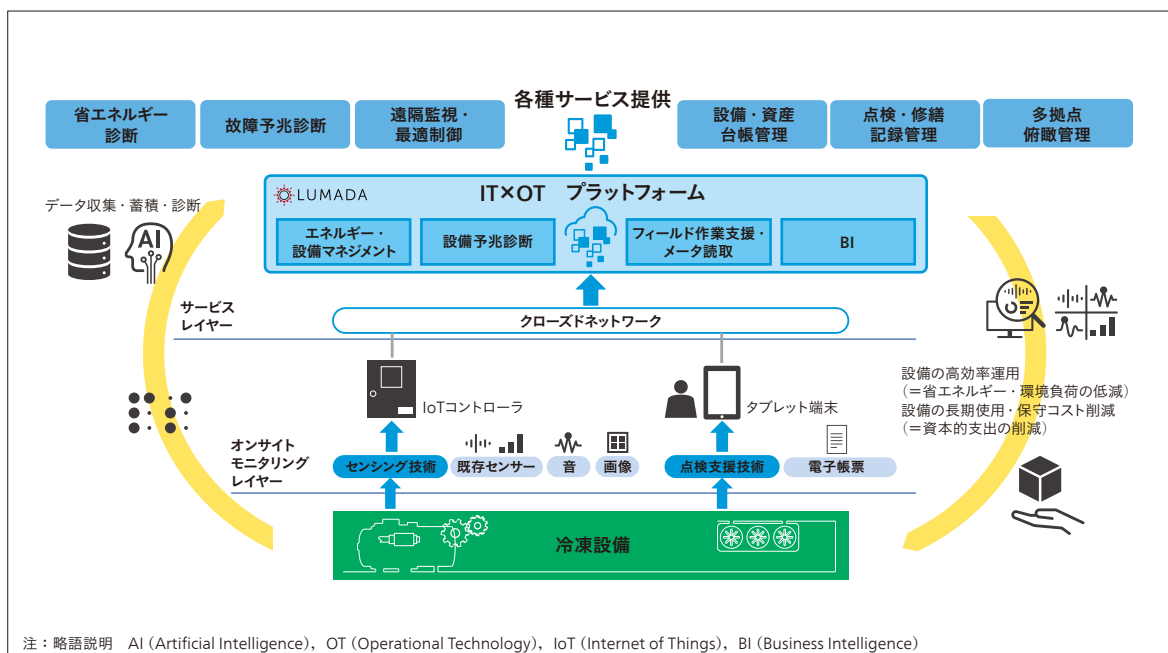 各種サービス提供
省エネルギー
診断
故障予兆診断
遠隔監視・
最適制御
設備・資産
台帳管理
点検・修繕
記録管理
多拠点
俯瞰管理
LUMADA
IT×OT プラットフォーム
エネルギー・
設備マネジメント
設備予兆診断
フィールド作業支援・
メータ読取
BI
データ収集・蓄積・診断
AI
サービス
レイヤー
クローズドネットワーク
IoTコントローラ
タブレット端末
設備の高効率運用
(=省エネルギー・環境負荷の低減)
設備の長期使用・保守コスト削減
(=資本的支出の削減)
オンサイト
モニタリング
レイヤー
センシング技術
既存センサー
音
画像
点検支援技術
電子帳票
冷凍設備
注:略語説明 AI(Artificial Intelligence),OT(Operational Technology),IoT(Internet of Things),BI(Business Intelligence)